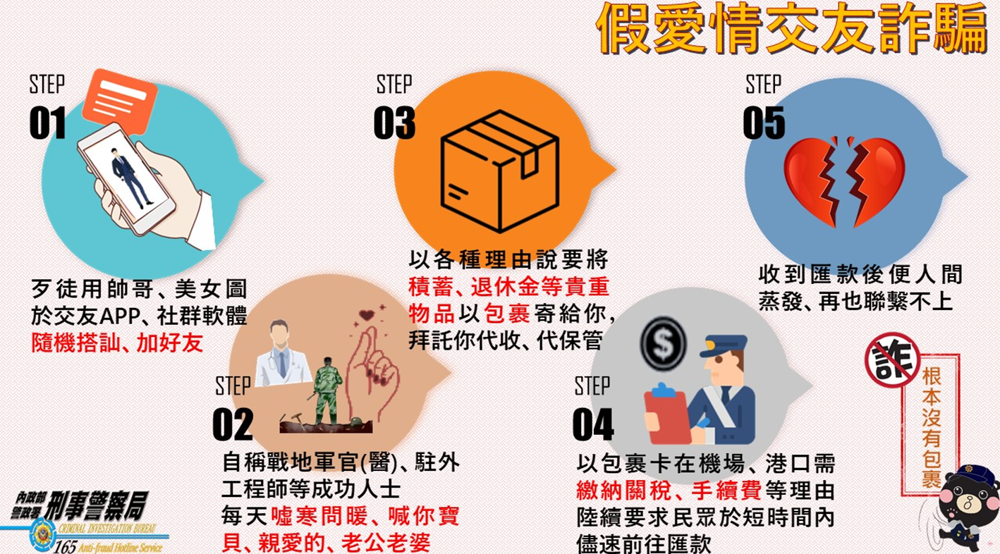 假愛情交友詐騙
STEP
01
歹徒用帥哥、美女圖
於交友APP、社群軟體
隨機搭訕、加好友
STEP
02
自稱戰地軍官(醫)、駐外
工程師等成功人士
每天噓寒問暖、喊你寶
貝、親愛的、老公老婆
STEP
03
以各種理由說要將
積蓄、退休金等貴重
物品以包裹寄給你,
拜託你代收、代保管
STEP
04
$
以包裹卡在機場、港口需
繳納關稅、手續費等理由
陸續要求民眾於短時間內
儘速前往匯款
STEP
05
收到匯款後便人間
蒸發、再也聯繫不上
詐
根本沒有包裹
內政部
警政署
刑事警察局
CRIMINAL INVESTIGATION BUREAU
165 Anti-fraud Hotline Service